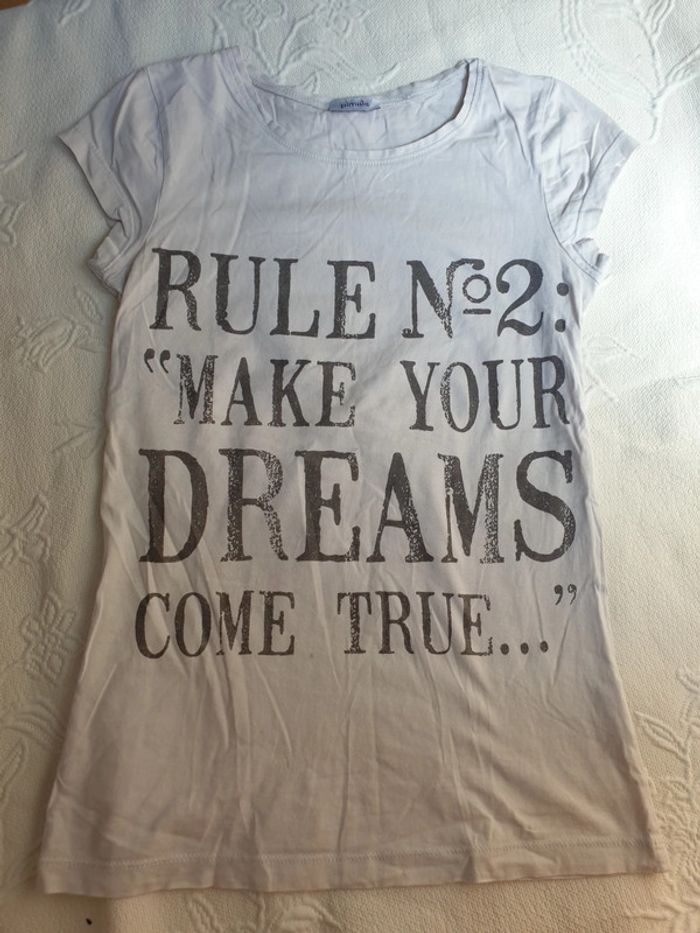 RULE №2:
“MAKE YOUR
DREAMS
COME TRUE...”